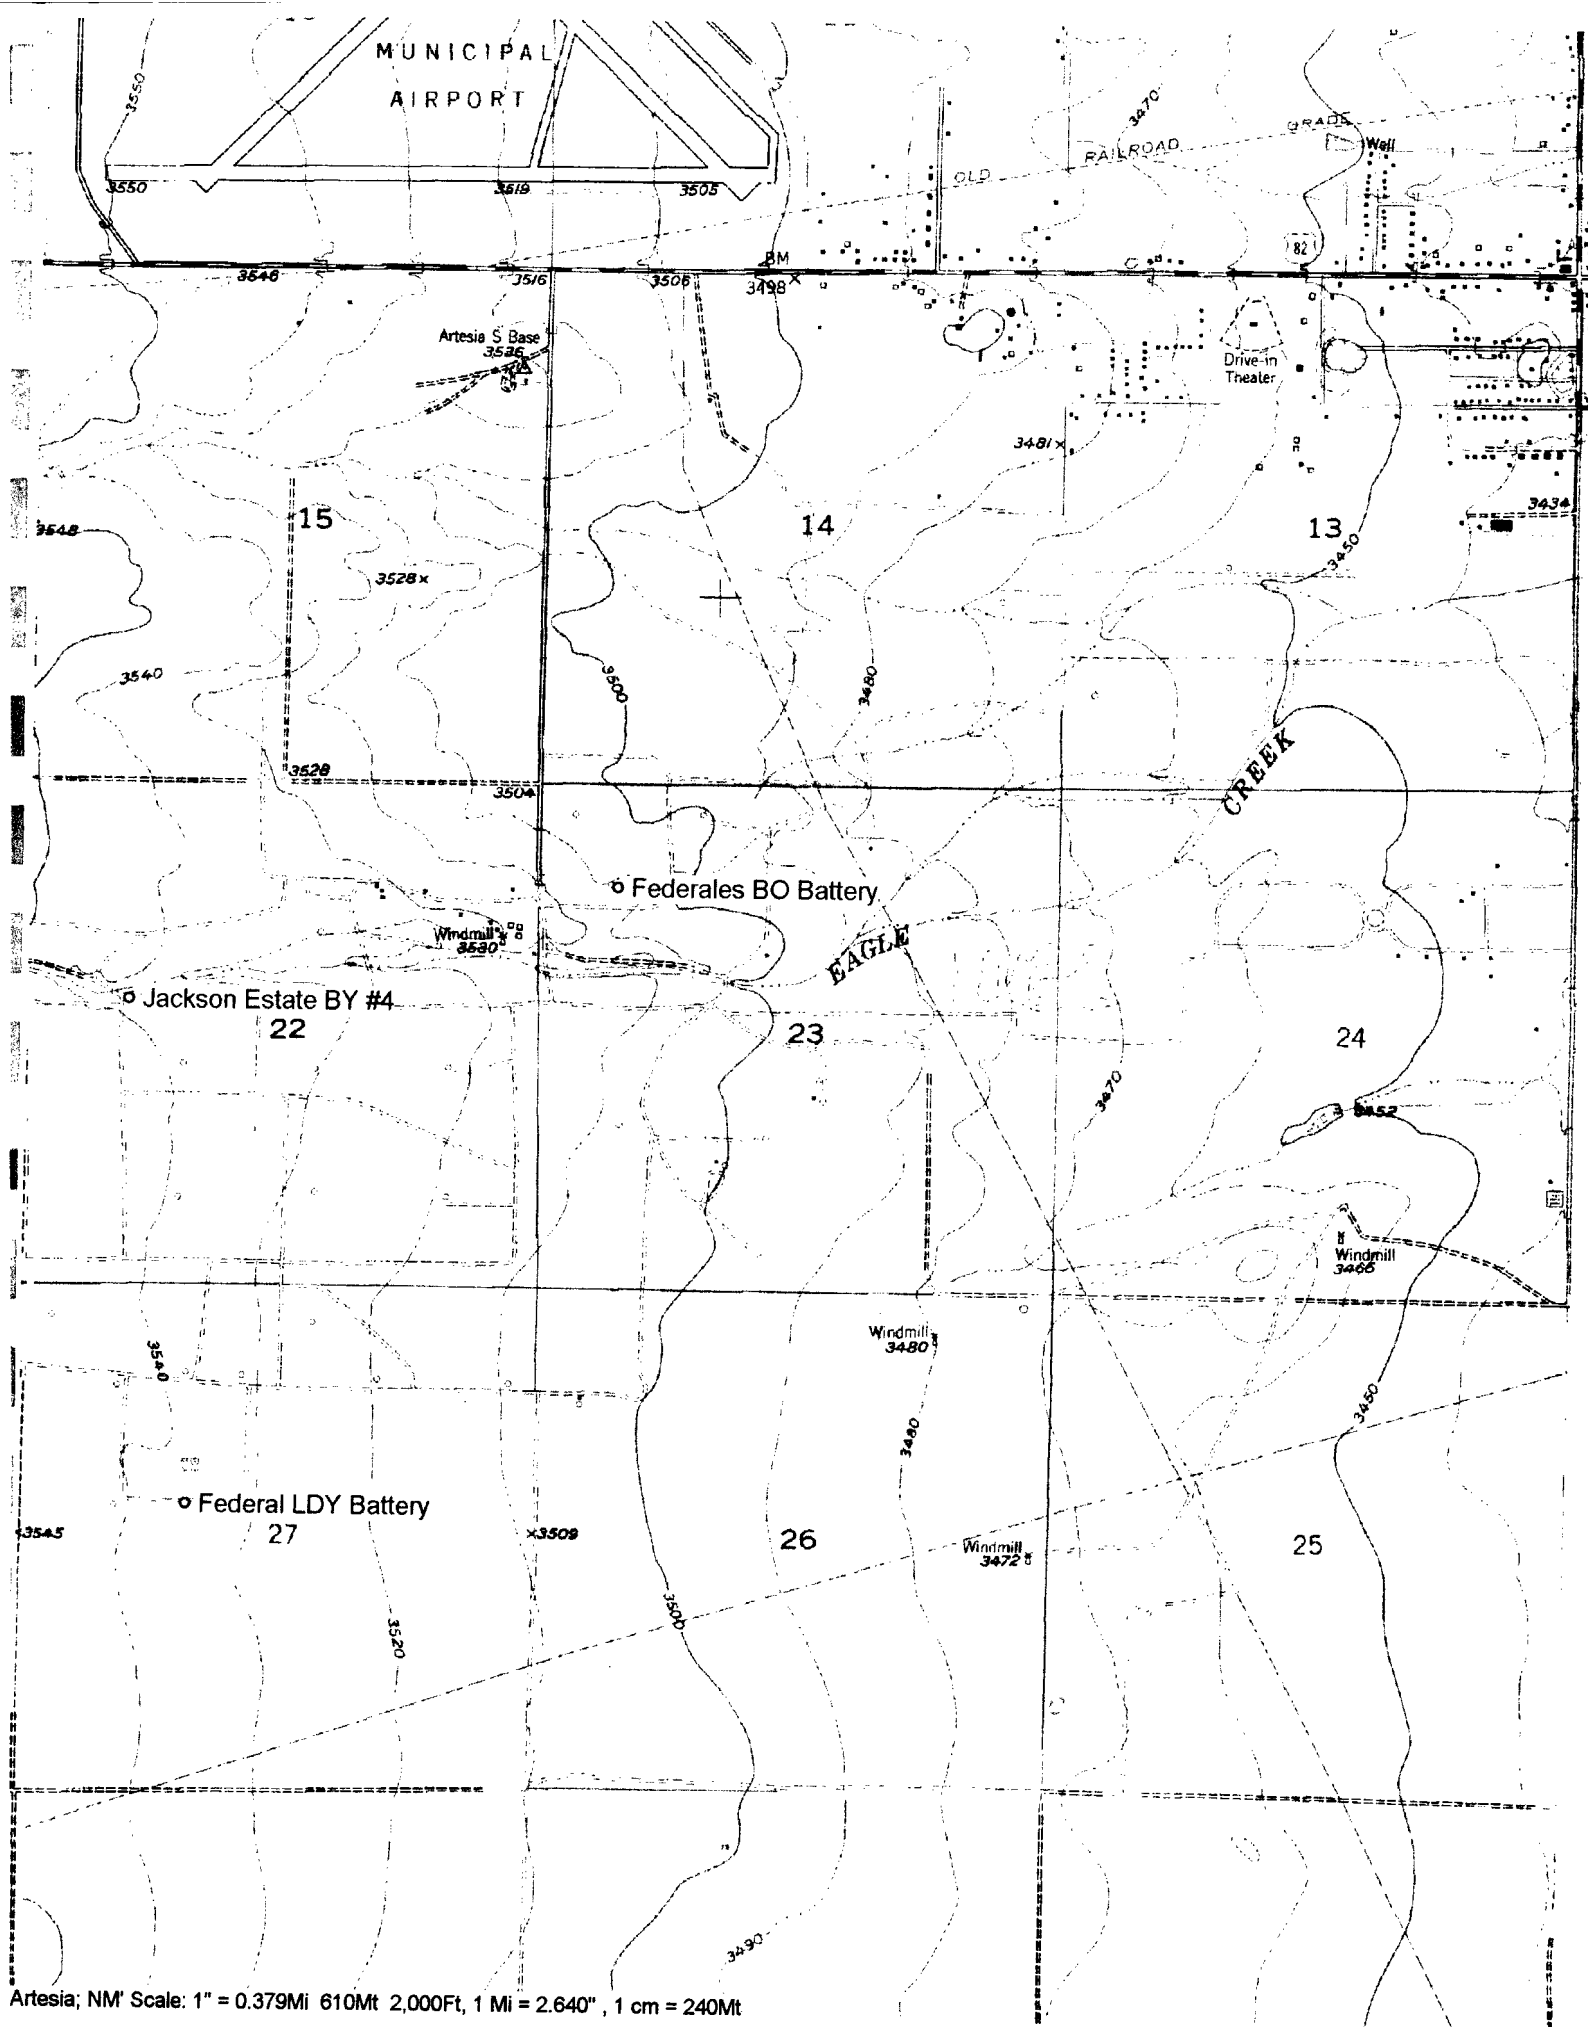 MUNICIPAL
AIRPORT
3550
3470
GRADE
RAILROAD
Well
OLD
3550
3519
3505
82
BM
3546
3516
3506
3498
Artesia S Base
3536
Drive-in
Theater
3481
3434
15
14
13
3548
3450
3528
3540
3500
3480
CREEK
3528
3504
Federales BO Battery
Windmill
3530
EAGLE
Jackson Estate BY #4
22
23
24
3470
3452
Windmill
3466
Windmill
3480
3540
3450
3480
Federal LDY Battery
3545
27
3509
26
Windmill
3472
25
3500
3520
3490
Artesia; NM' Scale: 1" = 0.379Mi 610Mt 2,000Ft, 1 Mi = 2.640" , 1 cm = 240Mt